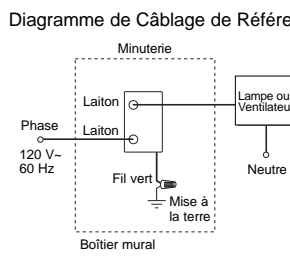 Diagramme de Câblage de Référe
Minuterie
Laiton
Lampe ou
Ventilateu
Phase
Laiton
120 V~
60 Hz
Fil vert
Neutre
Mise à
la terre
Boîtier mural